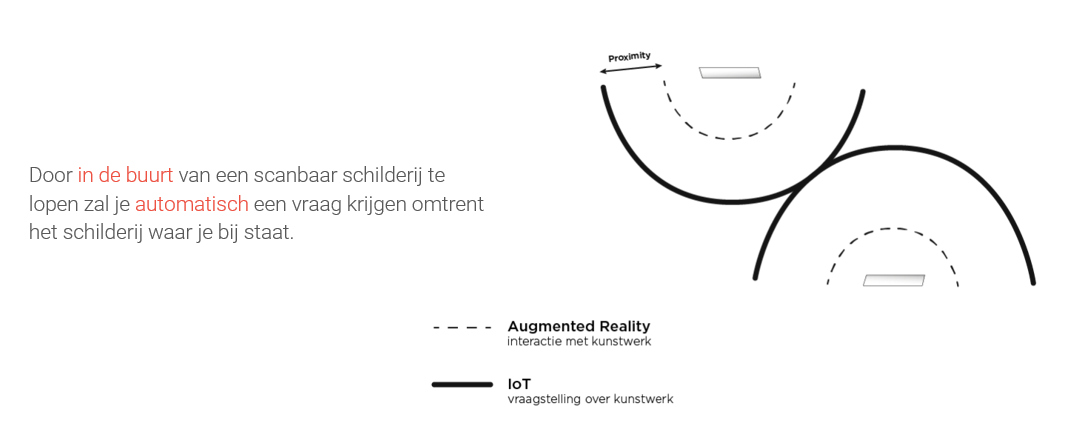 Proximity
Door in de buurt van een scanbaar schilderij te
lopen zal je automatisch een vraag krijgen omtrent
het schilderij waar je bij staat.
Augmented Reality
interactie met kunstwerk
IoT
vraagstelling over kunstwerk